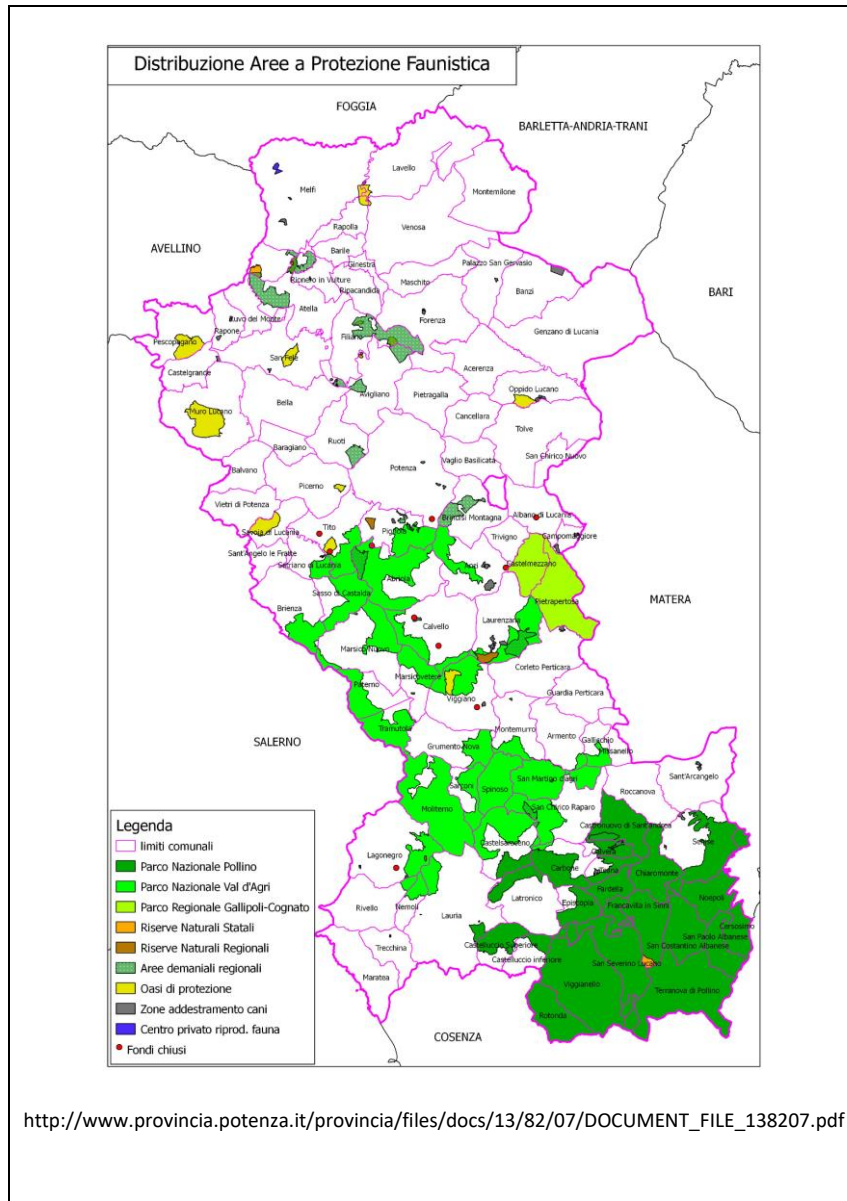 Distribuzione Aree a Protezione Faunistica
FOGGIA
BARLETTA-ANDRIA-TRANI
Lavello
Melfi
Montemilone
Rapolla
Venosa
AVELLINO
Barile
Ginestra
Palazzo San Gervasio
Rionero in Vulture
Ripacandida
Maschito
Banzi
BARI
Atella
Ruvo del Monte
Forenza
Rapone
Filiano
Genzano di Lucania
Pescopagano
San Fele
Acerenza
Castelgrande
Oppido Lucano
Bella
Avigliano
Pietragalla
Muro Lucano
Cancellara
Tolve
Ruoti
Baragiano
San Chirico Nuovo
Potenza
Vaglio Basilicata
Balvano
Picerno
Vietri di Potenza
Savoia di Lucania
Tito
Pignola
Brindisi Montagna
Albano di Lucania
Trivigno
Campomaggiore
Sant'Angelo le Fratte
Satriano di Lucania
Castelmezzano
Anzi
Abriola
Sasso di Castalda
Pietrapertosa
MATERA
Brienza
Laurenzana
Calvello
Marsico Nuovo
Corleto Perticara
Marsicovetere
Paterno
Guardia Perticara
Viggiano
SALERNO
Tramutola
Montemurro
Armento
Gallicchio
Missanello
Grumento Nova
Sant'Arcangelo
Sarconi
San Martino d'agri
Roccanova
Spinoso
Moliterno
San Chirico Raparo
Castronuovo di Sant'andrea
Senise
Castelsaraceno
Calvera
Teana
Chiaromonte
Carbone
Lagonegro
Fardella
Noepoli
Nemoli
Latronico
Episcopia
Francavilla in Sinni
Rivello
Lauria
Cersosimo
San Paolo Albanese
San Costantino Albanese
Trecchina
Castelluccio Superiore
Castelluccio inferiore
San Severino Lucano
Maratea
Viggianello
Terranova di Pollino
Rotonda
COSENZA
Legenda
limiti comunali
Parco Nazionale Pollino
Parco Nazionale Val d'Agri
Parco Regionale Gallipoli-Cognato
Riserve Naturali Statali
Riserve Naturali Regionali
Aree demaniali regionali
Oasi di protezione
Zone addestramento cani
Centro privato riprod. fauna
Fondi chiusi
http://www.provincia.potenza.it/provincia/files/docs/13/82/07/DOCUMENT_FILE_138207.pdf